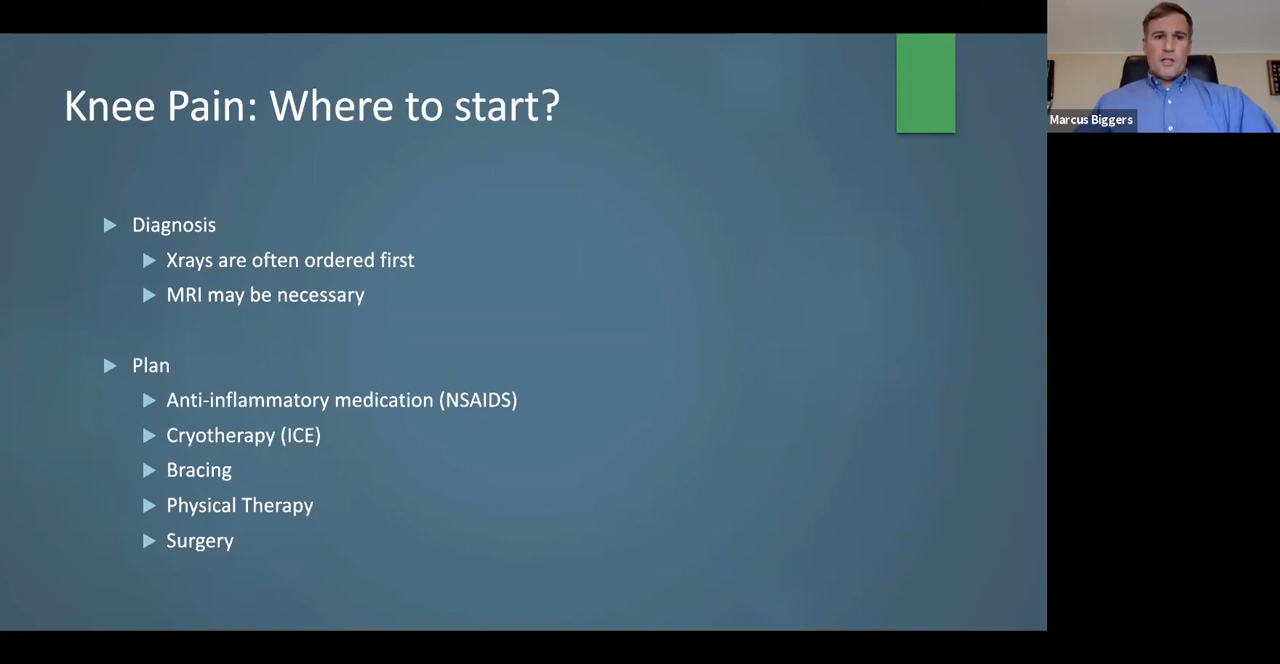 Knee Pain: Where to start?
Diagnosis
Xrays are often ordered first
MRI may be necessary
Plan
Anti-inflammatory medication (NSAIDS)
Cryotherapy (ICE)
Bracing
Physical Therapy
Surgery
Marcus Biggers